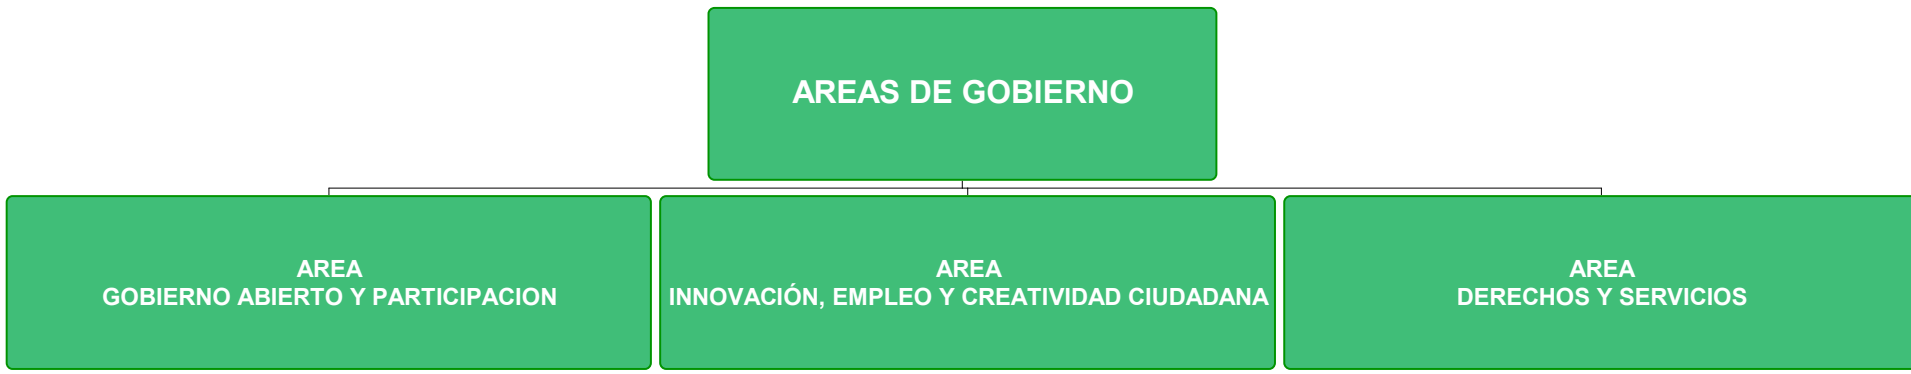 AREAS DE GOBIERNO
AREA
GOBIERNO ABIERTO Y PARTICIPACION
AREA
INNOVACIÓN, EMPLEO Y CREATIVIDAD CIUDADANA
AREA
DERECHOS Y SERVICIOS